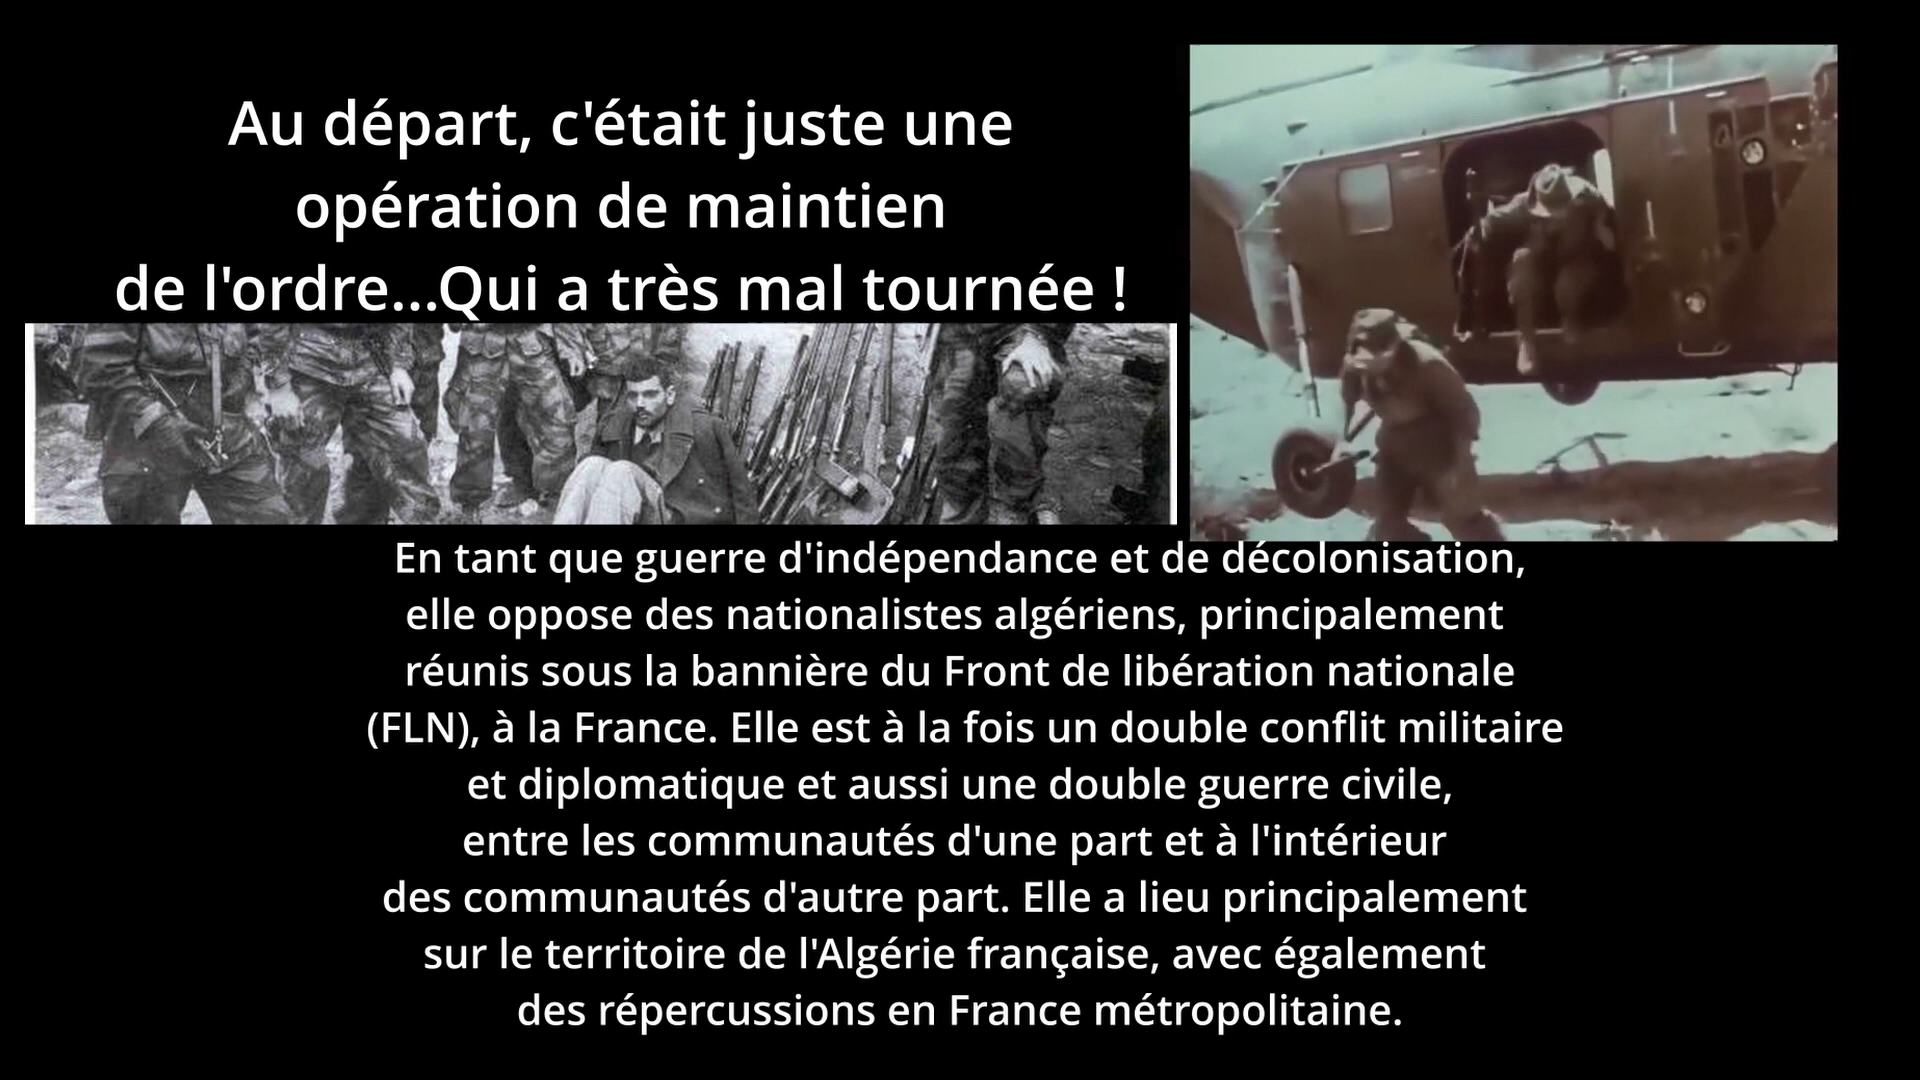 Au départ, c'était juste une
opération de maintien
de l'ordre...Qui a très mal tournée !
En tant que guerre d'indépendance et de décolonisation,
elle oppose des nationalistes algériens, principalement
réunis sous la bannière du Front de libération nationale
(FLN), à la France. Elle est à la fois un double conflit militaire
et diplomatique et aussi une double guerre civile,
entre les communautés d'une part et à l'intérieur
des communautés d'autre part. Elle a lieu principalement
sur le territoire de l'Algérie française, avec également
des répercussions en France métropolitaine.